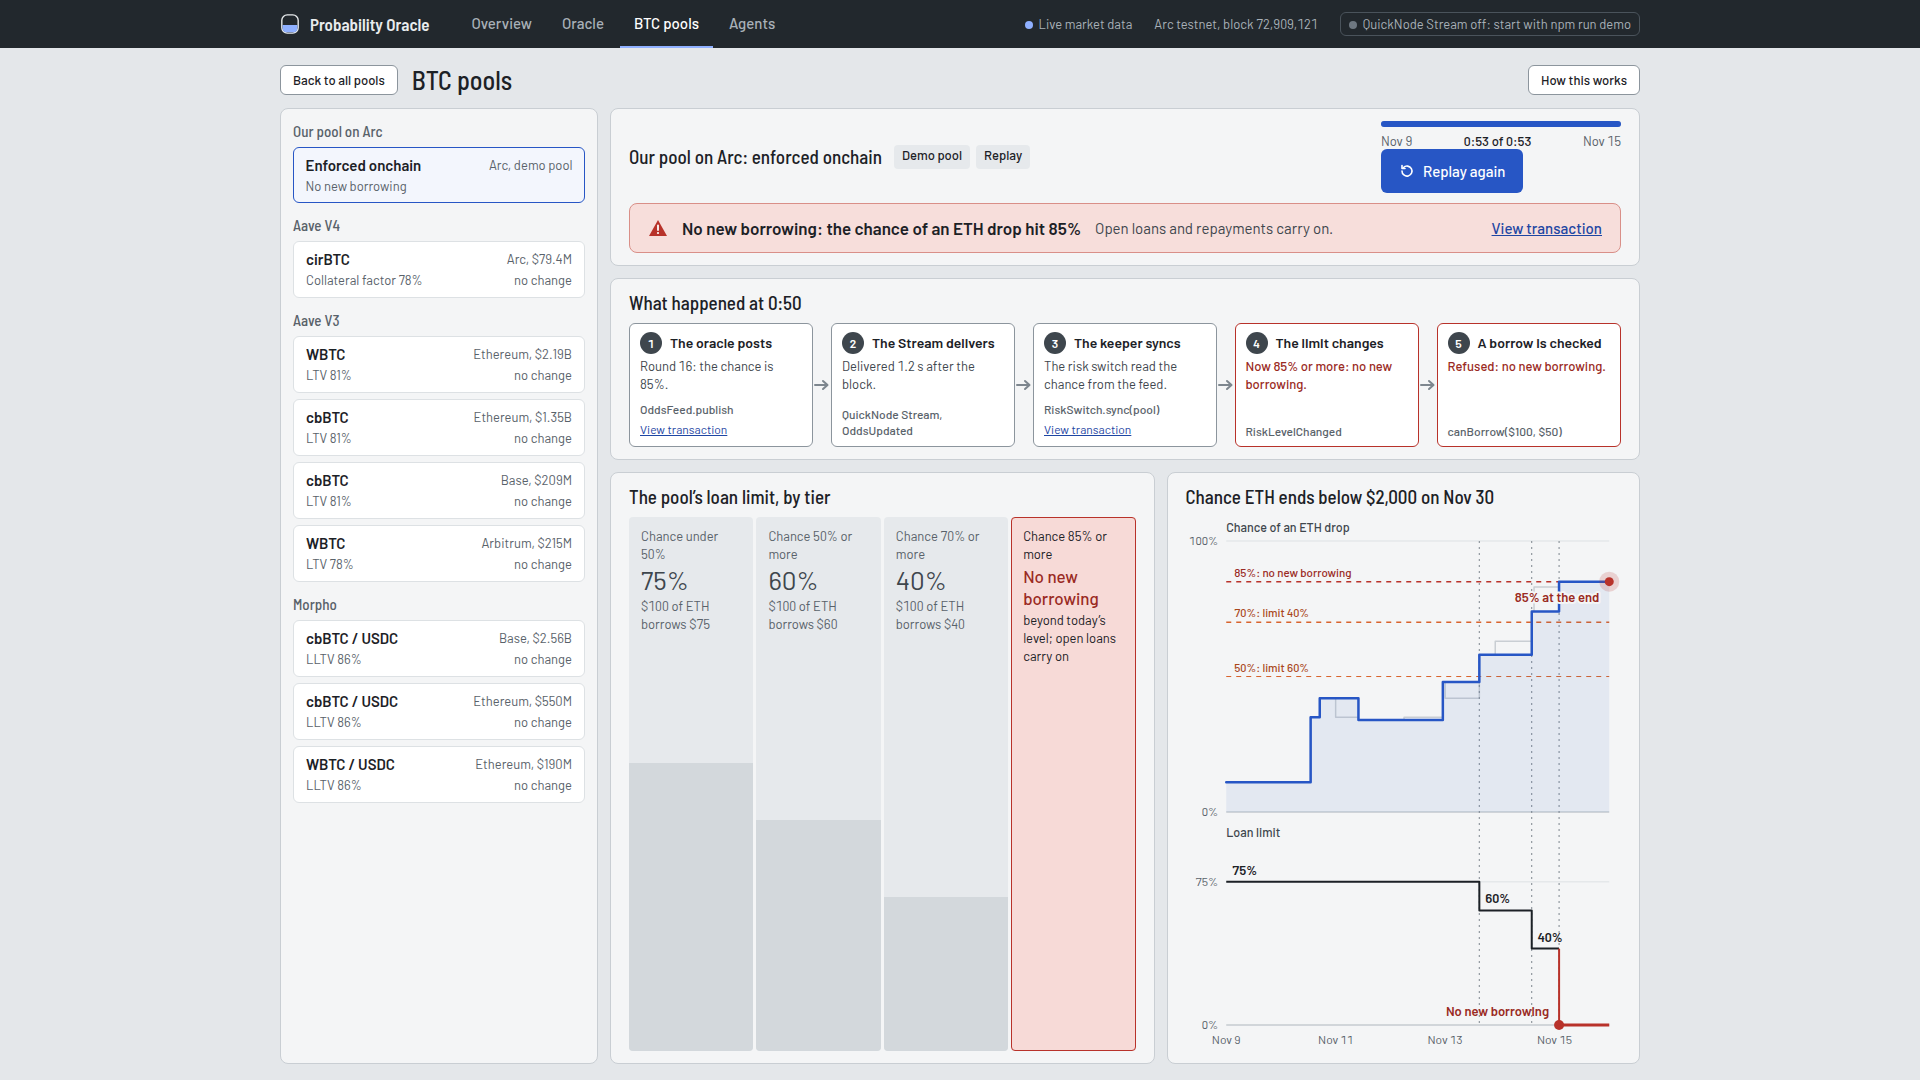 Probability Oracle
Overview
Oracle
BTC pools
Agents
Live market data
Arc testnet, block 72,909,121
QuickNode Stream off: start with npm run demo
Back to all pools
BTC pools
How this works
Our pool on Arc
Enforced onchain
Arc, demo pool
No new borrowing
Aave V4
cirBTC
Arc, $79.4M
Collateral factor 78%
no change
Aave V3
WBTC
Ethereum, $2.19B
LTV 81%
no change
cbBTC
Ethereum, $1.35B
LTV 81%
no change
cbBTC
Base, $209M
LTV 81%
no change
WBTC
Arbitrum, $215M
LTV 78%
no change
Morpho
cbBTC / USDC
Base, $2.56B
LLTV 86%
no change
cbBTC / USDC
Ethereum, $550M
LLTV 86%
no change
WBTC / USDC
Ethereum, $190M
LLTV 86%
no change
Our pool on Arc: enforced onchain
Demo pool
Replay
Nov 9
0:53 of 0:53
Nov 15
Replay again
No new borrowing: the chance of an ETH drop hit 85%
Open loans and repayments carry on.
View transaction
What happened at 0:50
1
The oracle posts
Round 16: the chance is
85%.
OddsFeed.publish
View transaction
2
The Stream delivers
Delivered 1.2 s after the
block.
QuickNode Stream,
OddsUpdated
3
The keeper syncs
The risk switch read the
chance from the feed.
RiskSwitch.sync(pool)
View transaction
4
The limit changes
Now 85% or more: no new
borrowing.
RiskLevelChanged
5
A borrow is checked
Refused: no new borrowing.
canBorrow($100, $50)
The pool's loan limit, by tier
Chance under
50%
75%
$100 of ETH
borrows $75
Chance 50% or
more
60%
$100 of ETH
borrows $60
Chance 70% or
more
40%
$100 of ETH
borrows $40
Chance 85% or
more
No new
borrowing
beyond today's
level; open loans
carry on
Chance ETH ends below $2,000 on Nov 30
Chance of an ETH drop
100%
85%: no new borrowing
85% at the end
70%: limit 40%
50%: limit 60%
0%
Loan limit
75%
75%
60%
40%
No new borrowing
0%
Nov 9
Nov 11
Nov 13
Nov 15